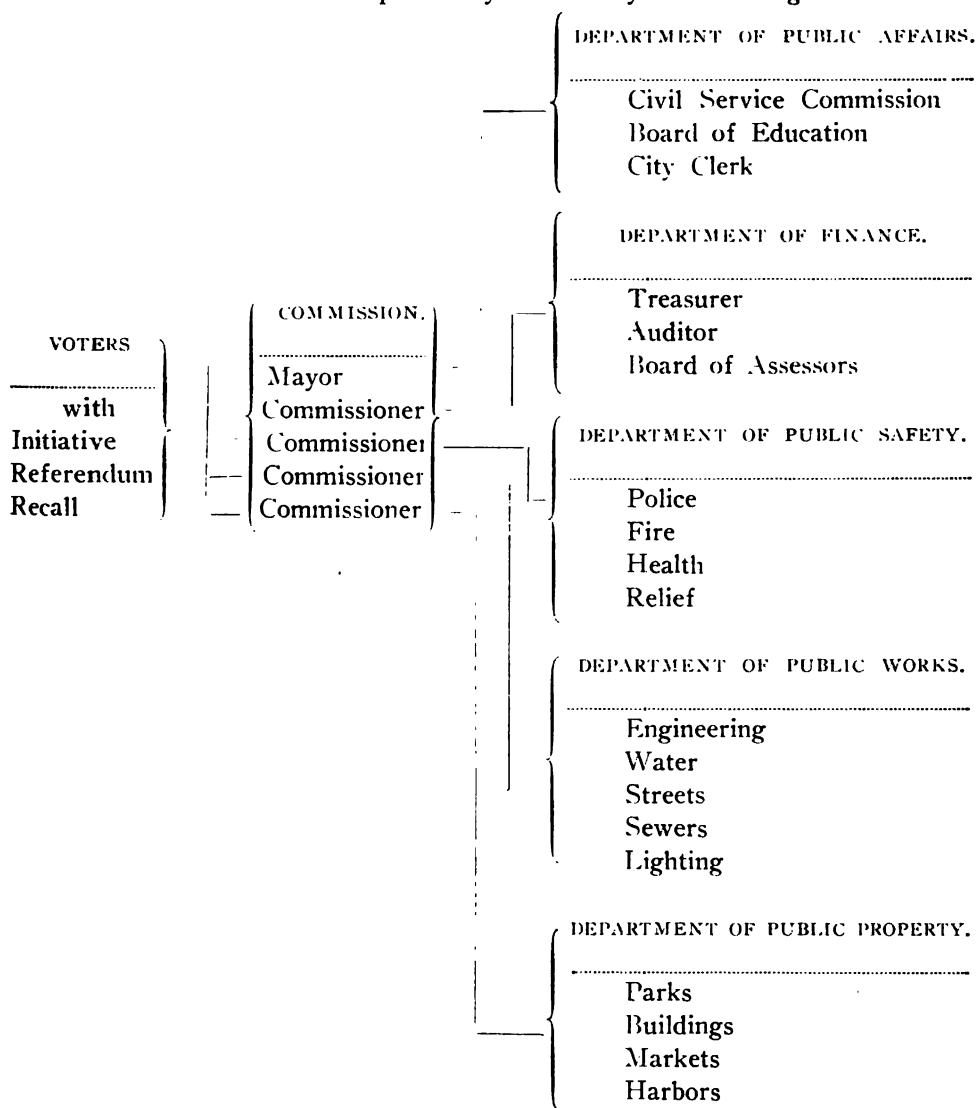 VOTERS
with
Initiative
Referendum
Recall
COMMISSION.
Mayor
Commissioner
Commissioner
Commissioner
Commissioner
DEPARTMENT OF PUBLIC AFFAIRS.
Civil Service Commission
Board of Education
City Clerk
DEPARTMENT OF FINANCE.
Treasurer
Auditor
Board of Assessors
DEPARTMENT OF PUBLIC SAFETY.
Police
Fire
Health
Relief
DEPARTMENT OF PUBLIC WORKS.
Engineering
Water
Streets
Sewers
Lighting
DEPARTMENT OF PUBLIC PROPERTY.
Parks
Buildings
Markets
Harbors